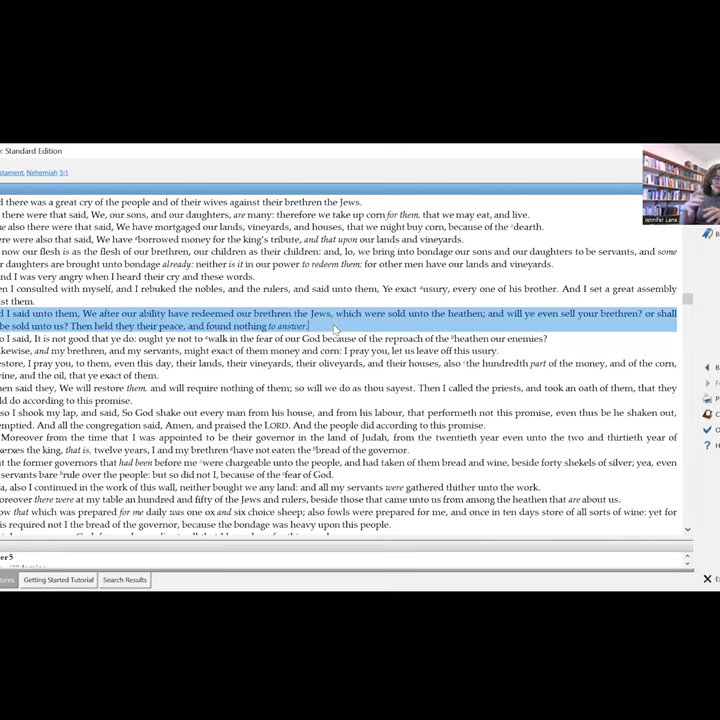 : Standard Edition
stament, Nehemiah 5:1
Jennifer Lane
d there was a great cry of the people and of their wives against their brethren the Jews.
there were that said, We, our sons, and our daughters, are many: therefore we take up corn for them, that we may eat, and live.
e also there were that said, We have mortgaged our lands, vineyards, and houses, that we might buy corn, because of the dearth.
ere were also that said, We have borrowed money for the king's tribute, and that upon our lands and vineyards.
now our flesh is as the flesh of our brethren, our children as their children: and, lo, we bring into bondage our sons and our daughters to be servants, and some
r daughters are brought unto bondage already: neither is it in our power to redeem them; for other men have our lands and vineyards.
nd I was very angry when I heard their cry and these words.
en I consulted with myself, and I rebuked the nobles, and the rulers, and said unto them, Ye exact usury, every one of his brother. And I set a great assembly
nst them.
d I said unto them, We after our ability have redeemed our brethren the Jews, which were sold unto the heathen; and will ye even sell your brethren? or shall
be sold unto us? Then held they their peace, and found nothing to answer.
o I said, It is not good that ye do: ought ye not to walk in the fear of our God because of the reproach of the heathen our enemies?
ikewise, and my brethren, and my servants, might exact of them money and corn: I pray you, let us leave off this usury.
estore, I pray you, to them, even this day, their lands, their vineyards, their oliveyards, and their houses, also the hundredth part of the money, and of the corn,
ine, and the oil, that ye exact of them.
en said they, We will restore them, and will require nothing of them; so will we do as thou sayest. Then I called the priests, and took an oath of them, that they
ld do according to this promise.
so I shook my lap, and said, So God shake out every man from his house, and from his labour, that performeth not this promise, even thus be he shaken out,
mptied. And all the congregation said, Amen, and praised the LORD. And the people did according to this promise.
Moreover from the time that I was appointed to be their governor in the land of Judah, from the twentieth year even unto the two and thirtieth year of
xerxes the king, that is, twelve years, I and my brethren have not eaten the bread of the governor.
t the former governors that had been before me were chargeable unto the people, and had taken of them bread and wine, beside forty shekels of silver; yea, even
servants bare rule over the people: but so did not I, because of the fear of God.
a, also I continued in the work of this wall, neither bought we any land: and all my servants were gathered thither unto the work.
oreover there were at my table an hundred and fifty of the Jews and rulers, beside those that came unto us from among the heathen that are about us.
ow that which was prepared for me daily was one ox and six choice sheep; also fowls were prepared for me, and once in ten days store of all sorts of wine: yet for
is required not I the bread of the governor, because the bondage was heavy upon this people.
ter 5
tures
Getting Started Tutorial
Search Results